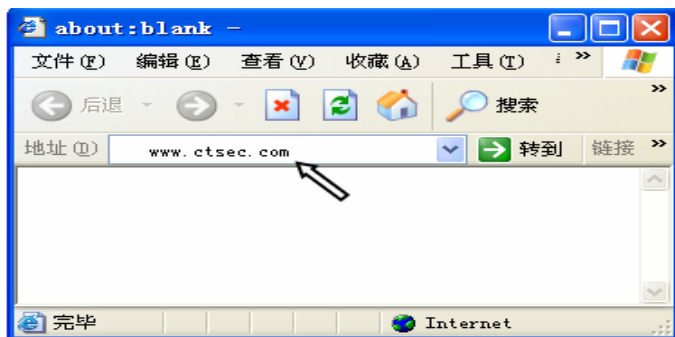 about:blank -
文件(F) 编辑(E) 查看(V) 收藏(A) 工具(T) »
后退 搜索 »
地址(D) www.ctsec.com 转到 链接 »
完毕 Internet